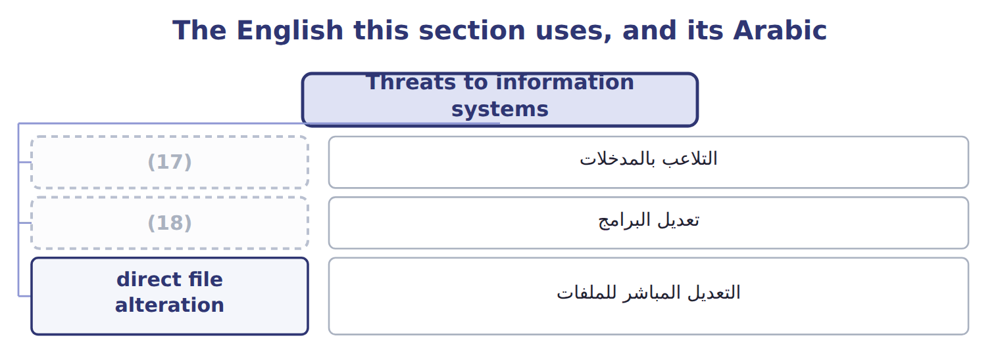 The English this section uses, and its Arabic
Threats to information
systems
(17)
التلاعب بالمدخلات
(18)
تعديل البرامج
direct file
alteration
التعديل المباشر للملفات